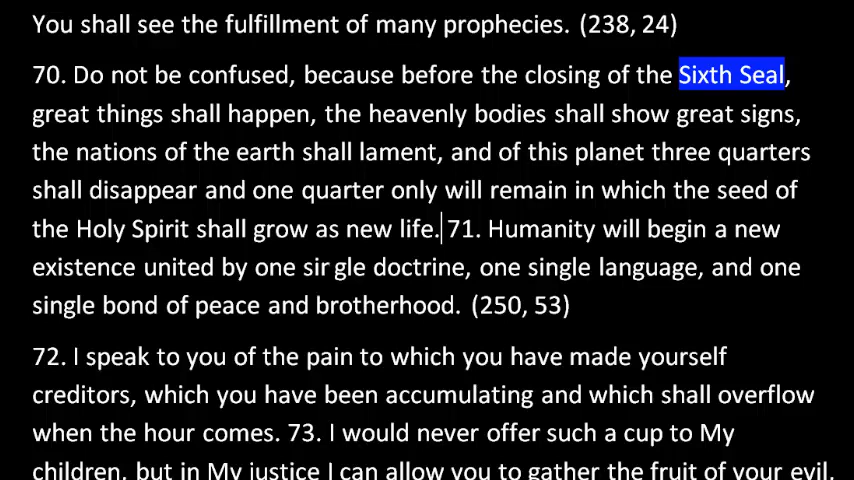 You shall see the fulfillment of many prophecies. (238, 24)
70. Do not be confused, because before the closing of the Sixth Seal,
great things shall happen, the heavenly bodies shall show great signs,
the nations of the earth shall lament, and of this planet three quarters
shall disappear and one quarter only will remain in which the seed of
the Holy Spirit shall grow as new life. 71. Humanity will begin a new
existence united by one single doctrine, one single language, and one
single bond of peace and brotherhood. (250, 53)
72. I speak to you of the pain to which you have made yourself
creditors, which you have been accumulating and which shall overflow
when the hour comes. 73. I would never offer such a cup to My
children, but in My justice I can allow you to gather the fruit of your evil,